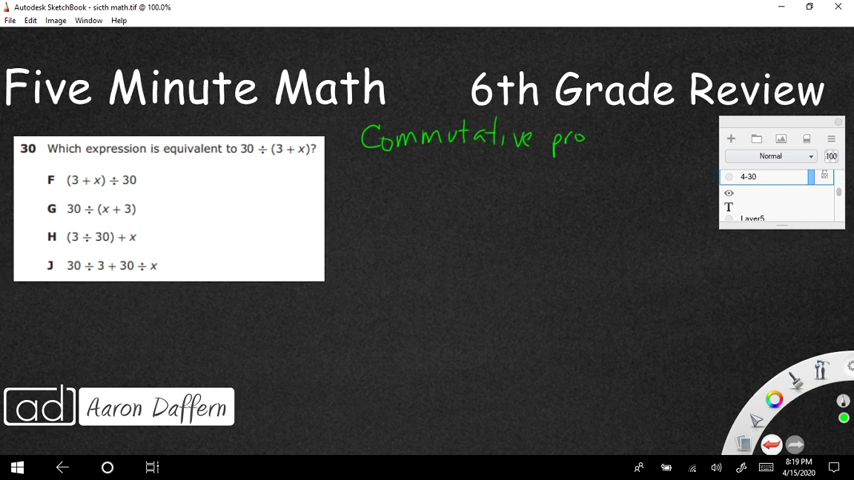 Autodesk SketchBook - sicth math.tif @ 100.0%
File Edit Image Window Help
Five Minute Math
6th Grade Review
Commutative pro
30 Which expression is equivalent to 30 ÷ (3 + x)?
F (3 + x) ÷ 30
G 30 ÷ (x + 3)
H (3 ÷ 30) + x
J 30 ÷ 3 + 30 ÷ x
Normal
100
4-30
T
Layer5
ad Aaron Daffern
8:19 PM
4/15/2020